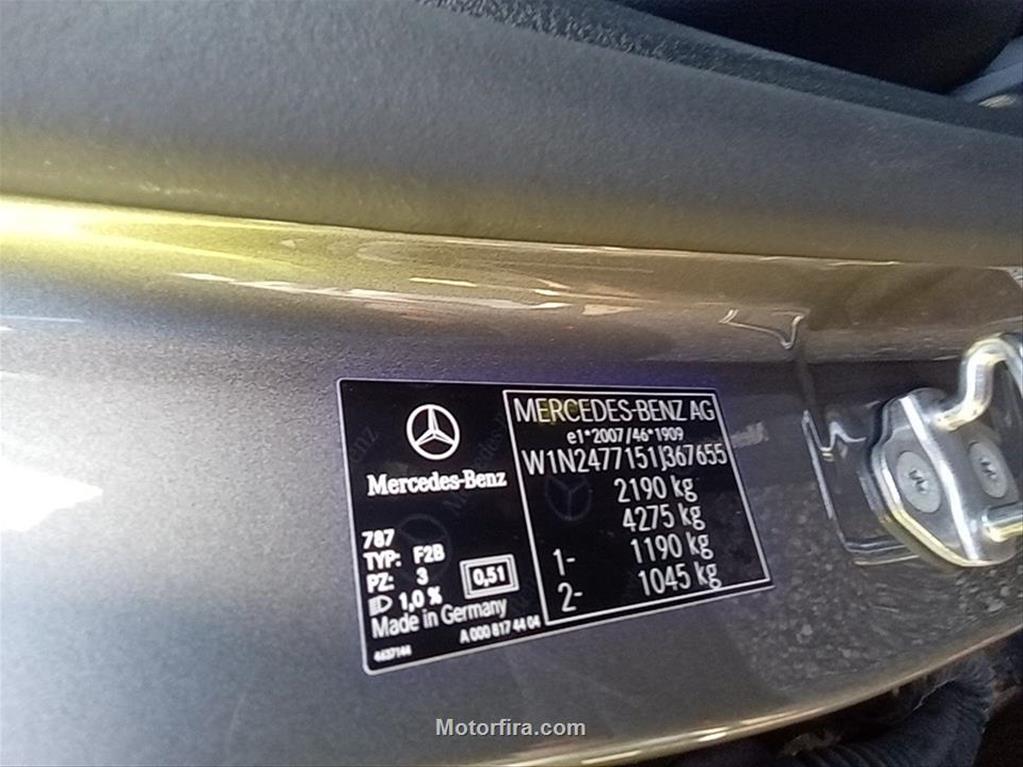 Mercedes-Benz
787
TYP: F2B
PZ: 3
1,0 %
0,51
Made in Germany
A 000 817 44 04
4637144
MERCEDES-BENZ AG
e1*2007/46*1909
W1N2477151J367655
2190 kg
4275 kg
1- 1190 kg
2- 1045 kg
Motorfira.com